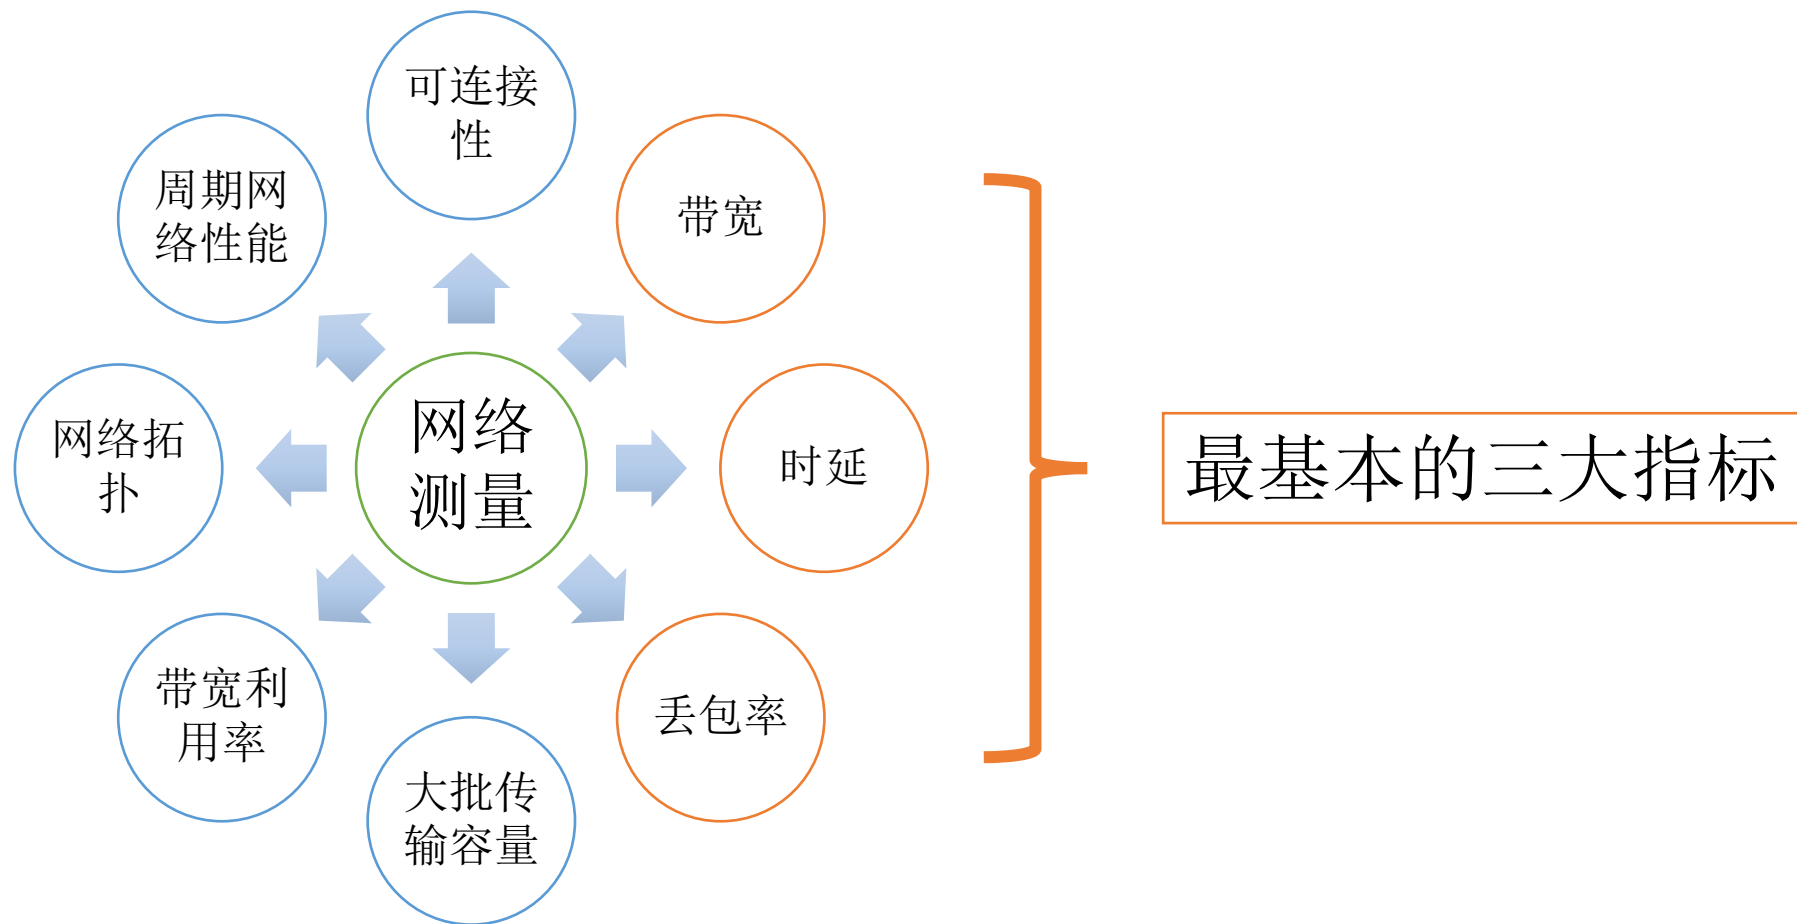 可连接
性
周期网
络性能
带宽
网络拓
扑
网络
测量
时延
最基本的三大指标
带宽利
用率
丢包率
大批传
输容量